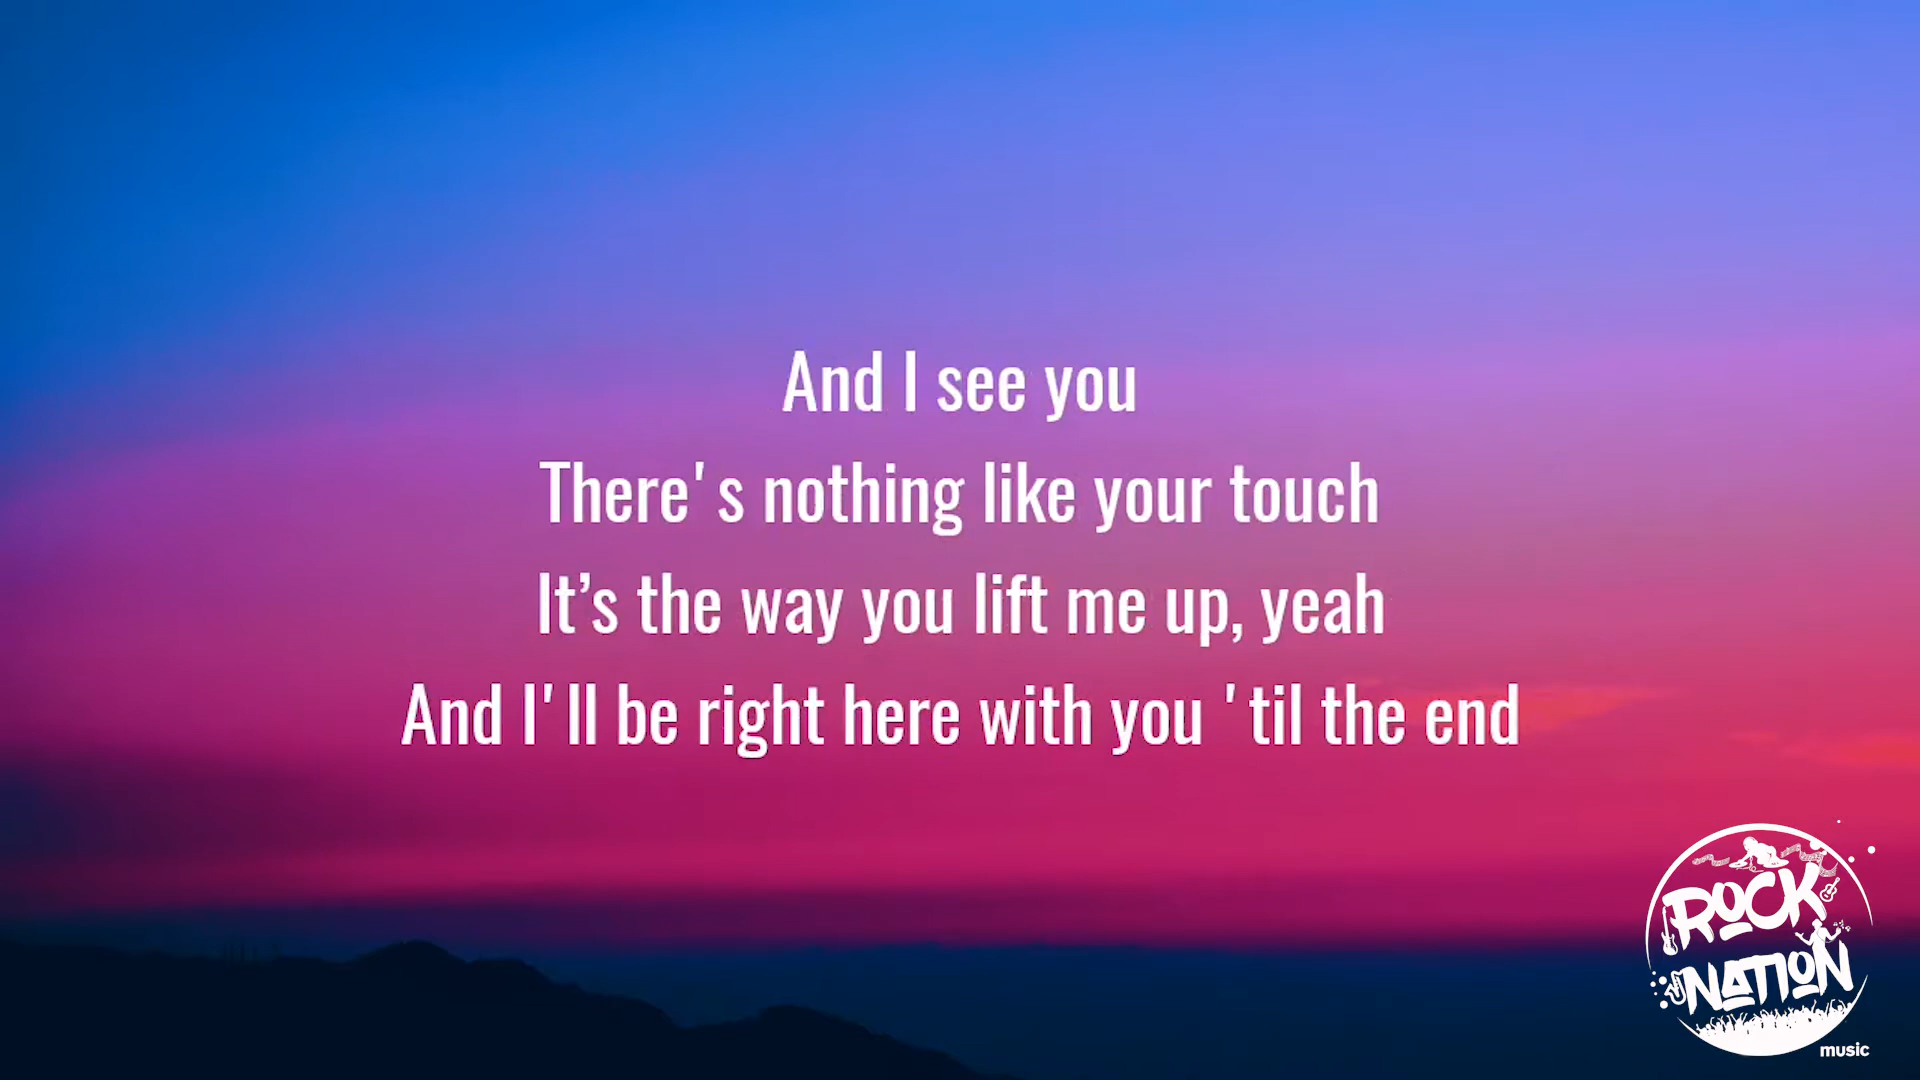 And I see you
There's nothing like your touch
It’s the way you lift me up, yeah
And I'll be right here with you 'til the end
ROCK
NATION
music